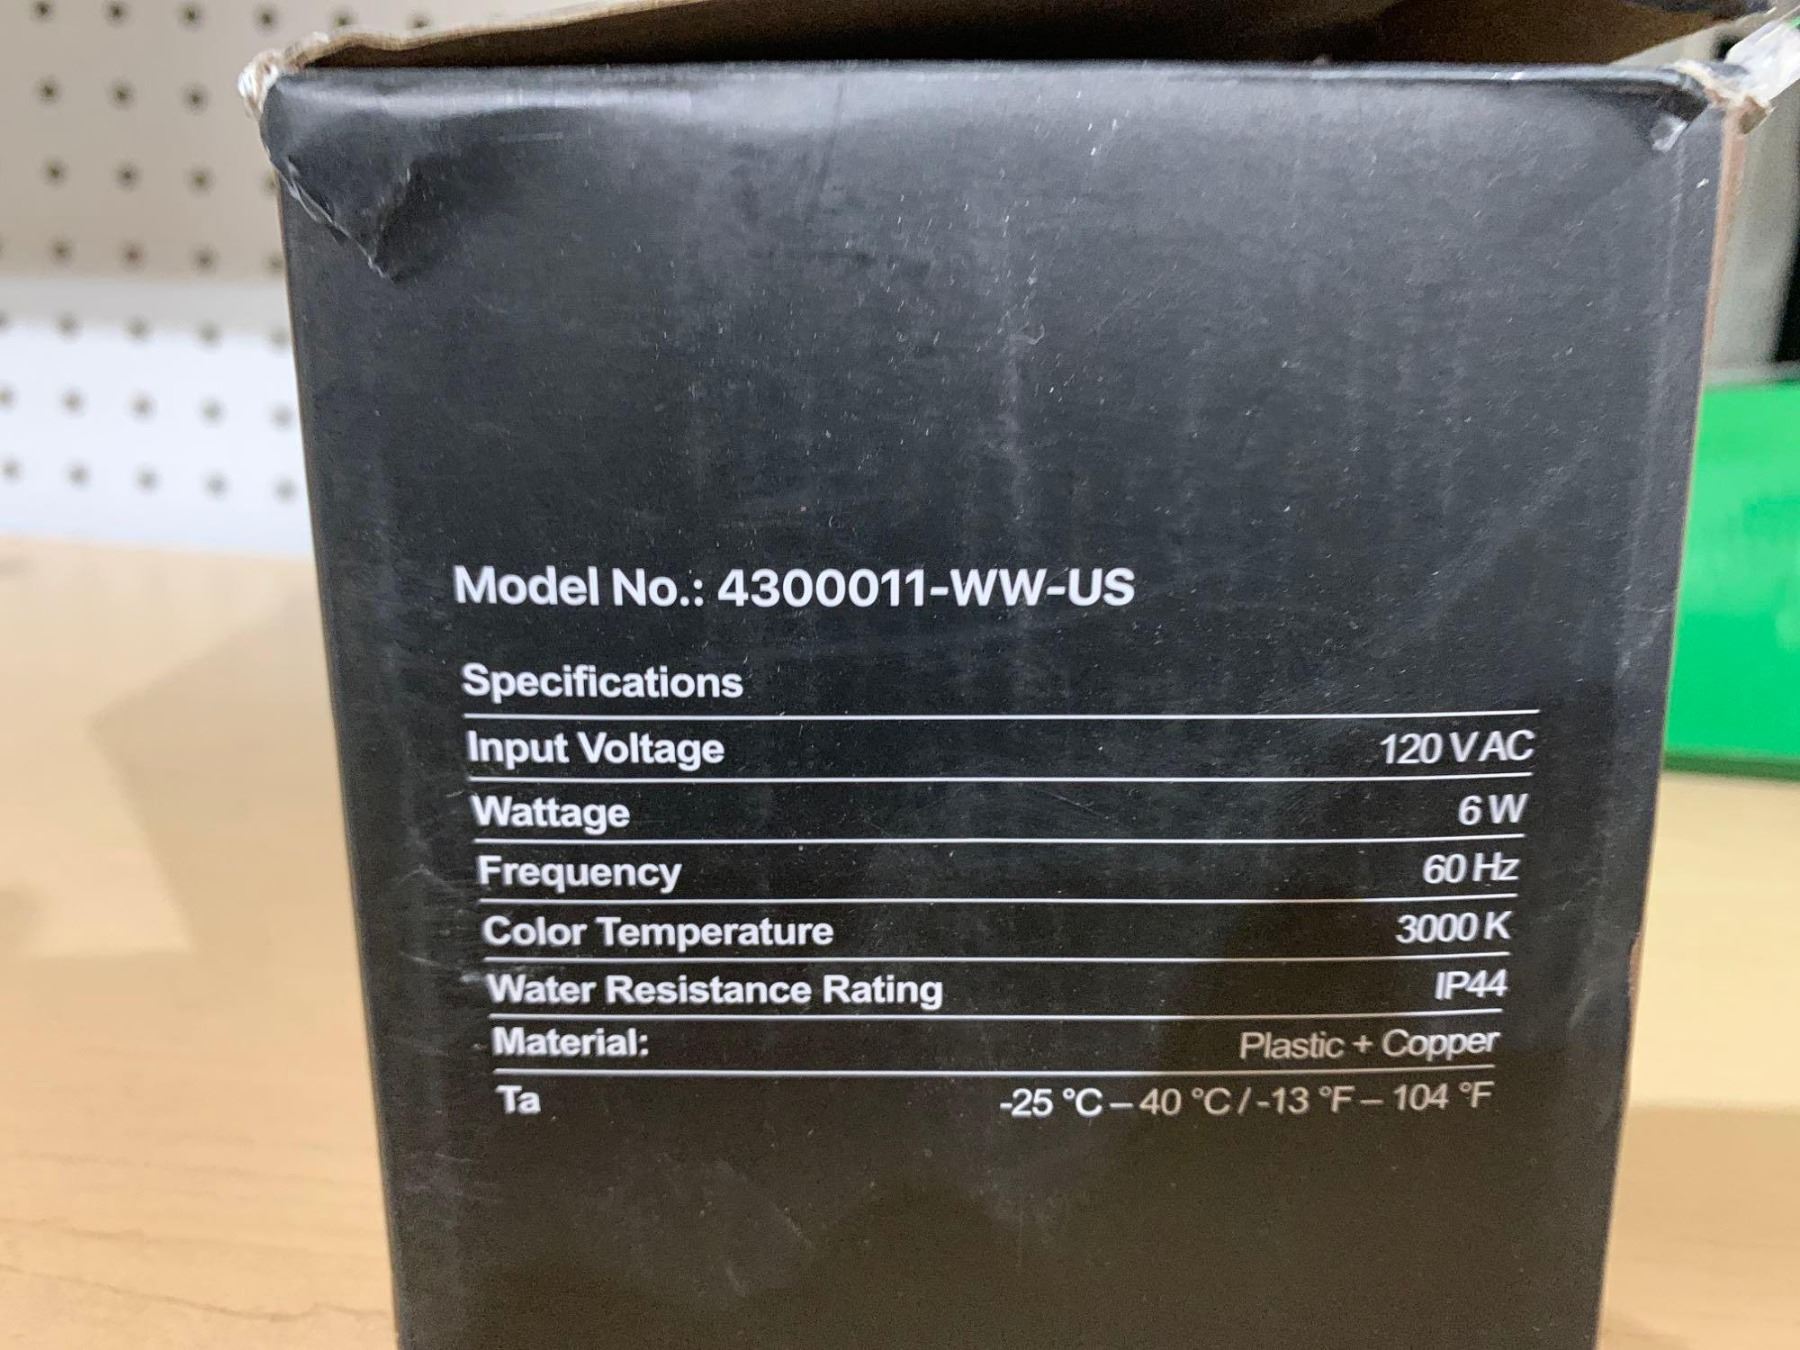 Model No.: 4300011-WW-US
Specifications
Input Voltage 120 V AC
Wattage 6 W
Frequency 60 Hz
Color Temperature 3000 K
Water Resistance Rating IP44
Material: Plastic + Copper
Ta -25 °C – 40 °C / -13 °F – 104 °F